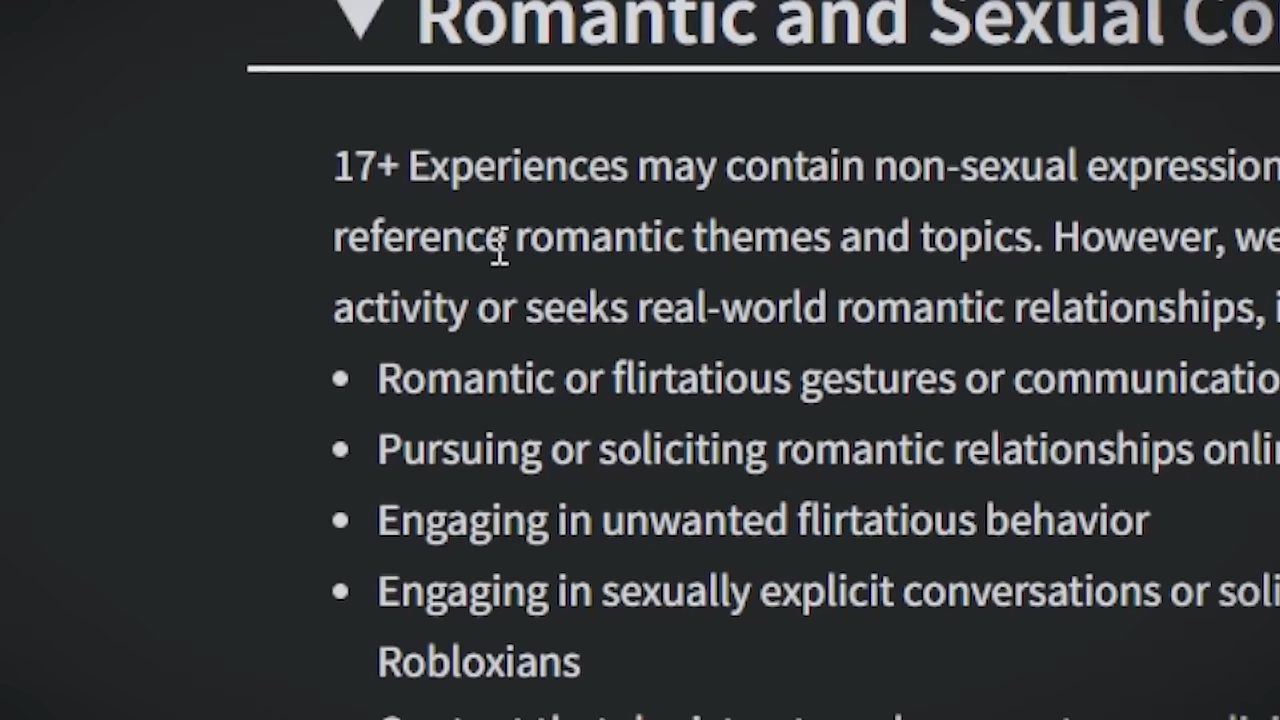 Romantic and Sexual Co
17+ Experiences may contain non-sexual expression
reference romantic themes and topics. However, we
activity or seeks real-world romantic relationships, i
• Romantic or flirtatious gestures or communicatio
• Pursuing or soliciting romantic relationships onlin
• Engaging in unwanted flirtatious behavior
• Engaging in sexually explicit conversations or soli
Robloxians